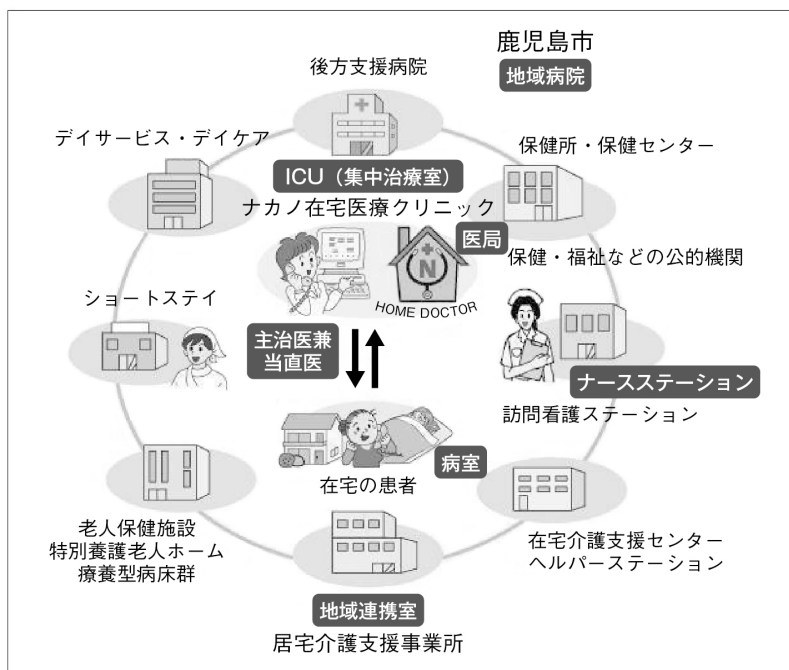 鹿児島市
地域病院
後方支援病院
デイサービス・デイケア
保健所・保健センター
ICU（集中治療室）
ナカノ在宅医療クリニック
医局
保健・福祉などの公的機関
N
HOME DOCTOR
ショートステイ
主治医兼
当直医
ナースステーション
訪問看護ステーション
病室
在宅の患者
老人保健施設
特別養護老人ホーム
療養型病床群
在宅介護支援センター
ヘルパーステーション
地域連携室
居宅介護支援事業所